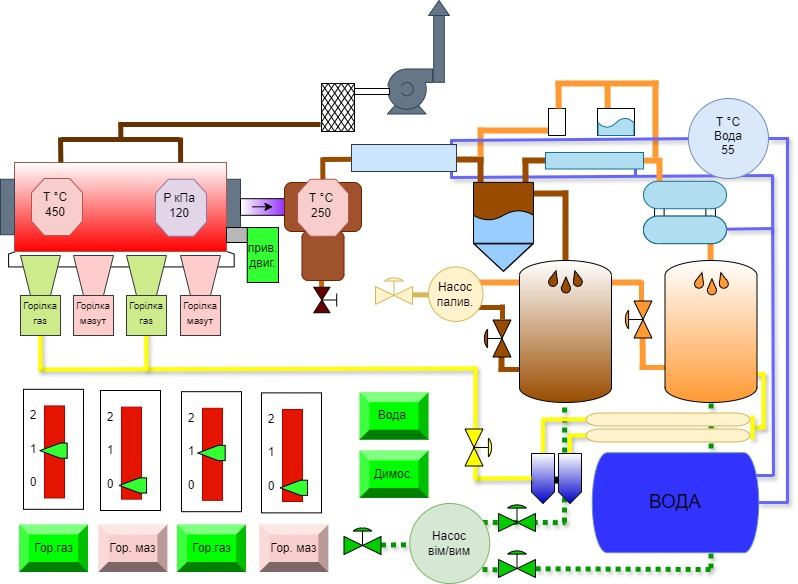 T °C
Вода
55
T °C
450
P кПа
120
T °C
250
прив.
двиг.
Насос
палив.
Горілка
газ
Горілка
мазут
Горілка
газ
Горілка
мазут
2
1
0
2
1
0
2
1
0
2
1
0
Вода
Димос.
ВОДА
Насос
вім/вим
Гор.газ
Гор. маз
Гор.газ
Гор. маз